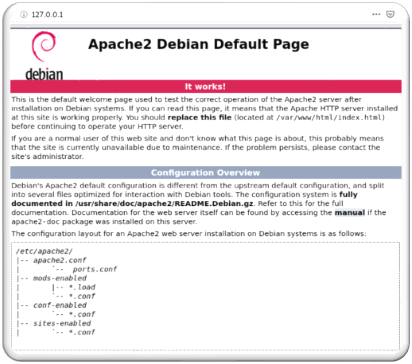 127.0.0.1
Apache2 Debian Default Page
debian
It works!
This is the default welcome page used to test the correct operation of the Apache2 server after
installation on Debian systems. If you can read this page, it means that the Apache HTTP server installed
at this site is working properly. You should replace this file (located at /var/www/html/index.html)
before continuing to operate your HTTP server.
If you are a normal user of this web site and don't know what this page is about, this probably means
that the site is currently unavailable due to maintenance. If the problem persists, please contact the
site's administrator.
Configuration Overview
Debian's Apache2 default configuration is different from the upstream default configuration, and split
into several files optimized for interaction with Debian tools. The configuration system is fully
documented in /usr/share/doc/apache2/README.Debian.gz. Refer to this for the full
documentation. Documentation for the web server itself can be found by accessing the manual if the
apache2-doc package was installed on this server.
The configuration layout for an Apache2 web server installation on Debian systems is as follows:
/etc/apache2/
|-- apache2.conf
|       `--  ports.conf
|-- mods-enabled
|       |-- *.load
|       `-- *.conf
|-- conf-enabled
|       `-- *.conf
|-- sites-enabled
|       `-- *.conf